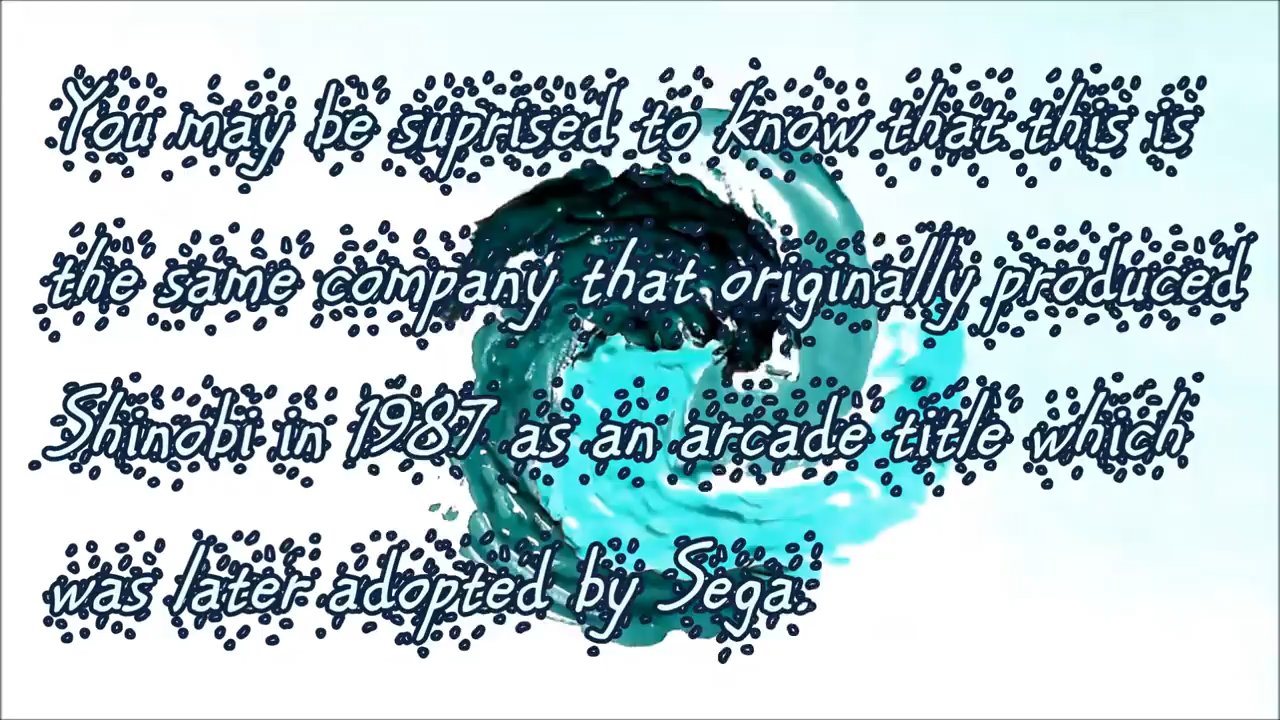 You may be suprised to know that this is
the same company that originally produced
Shinobi in 1987 as an arcade title which
was later adopted by Sega.